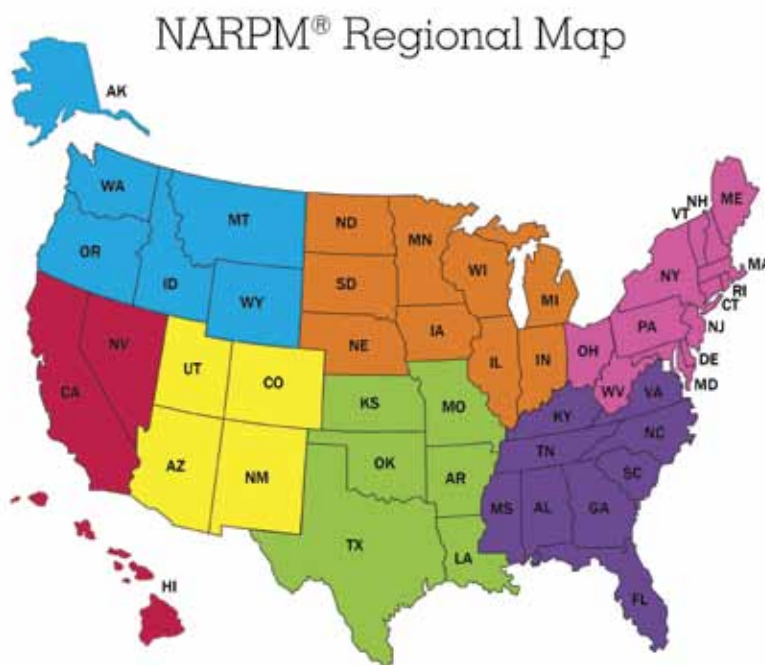 NARPM® Regional Map
AK
WA
MT
OR
ID
WY
ND
MN
SD
WI
MI
NE
IA
IL
IN
OH
NH
ME
VT
NY
MA
RI
CT
PA
NJ
DE
MD
WV
VA
NV
CA
UT
CO
AZ
NM
KS
MO
OK
AR
TX
LA
KY
TN
NC
SC
MS
AL
GA
FL
HI